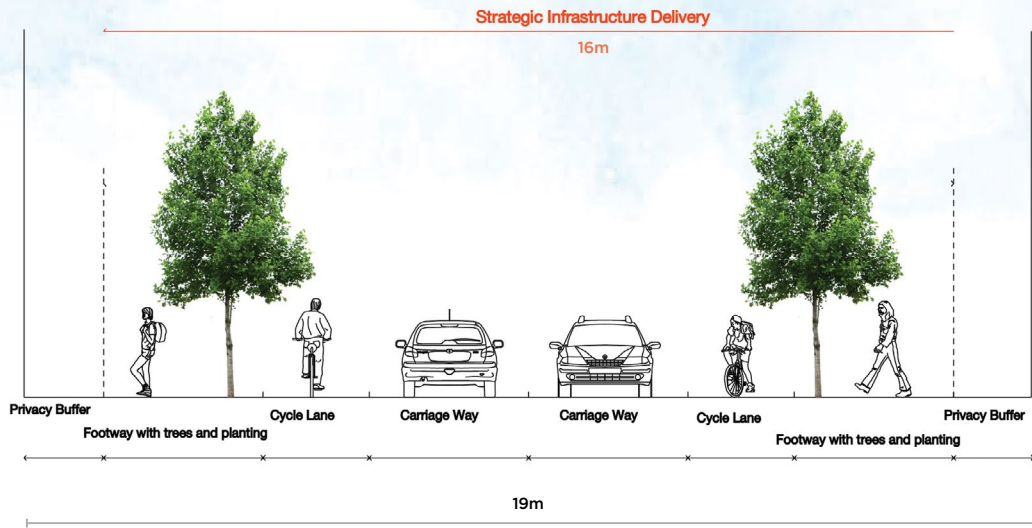 Strategic Infrastructure Delivery
16m
Privacy Buffer
Footway with trees and planting
Cycle Lane
Carriage Way
Carriage Way
Cycle Lane
Footway with trees and planting
Privacy Buffer
19m